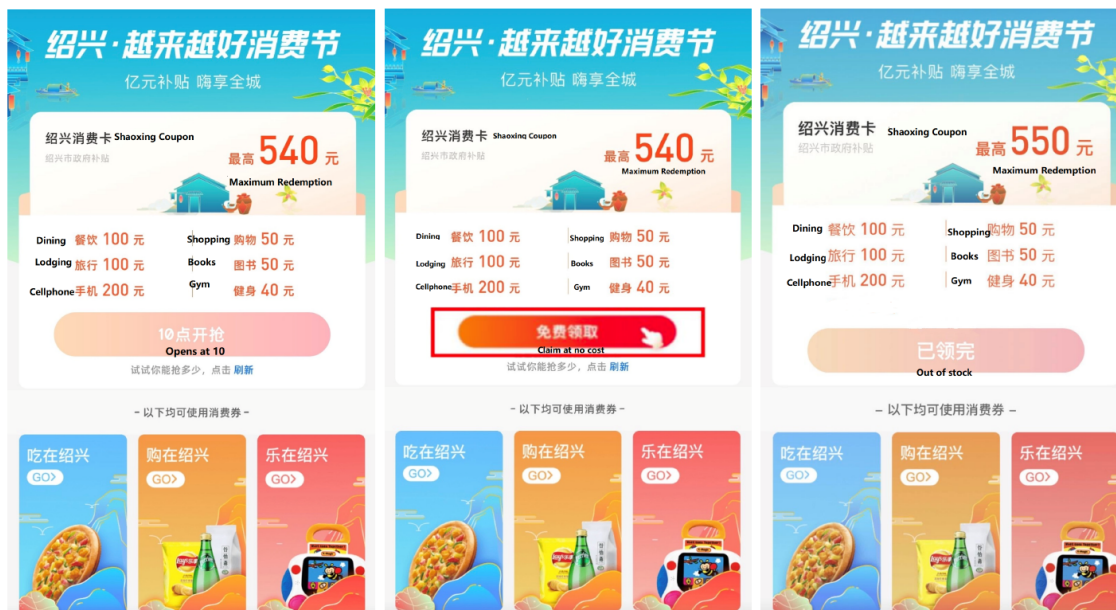 绍兴·越来越好消费节
亿元补贴 嗨享全城
绍兴消费卡 Shaoxing Coupon
绍兴市政府补贴
最高 540 元
Maximum Redemption
Dining 餐饮 100 元 Shopping 购物 50 元
Lodging 旅行 100 元 Books 图书 50 元
Cellphone 手机 200 元 Gym 健身 40 元
10点开抢
Opens at 10
试试你能抢多少，点击 刷新
- 以下均可使用消费券 -
吃在绍兴 购在绍兴 乐在绍兴
GO> GO> GO>
绍兴·越来越好消费节
亿元补贴 嗨享全城
绍兴消费卡 Shaoxing Coupon
绍兴市政府补贴
最高 540 元
Maximum Redemption
Dining 餐饮 100 元 Shopping 购物 50 元
Lodging 旅行 100 元 Books 图书 50 元
Cellphone 手机 200 元 Gym 健身 40 元
免费领取
Claim at no cost
试试你能抢多少，点击 刷新
- 以下均可使用消费券 -
吃在绍兴 购在绍兴 乐在绍兴
GO> GO> GO>
绍兴·越来越好消费节
亿元补贴 嗨享全城
绍兴消费卡 Shaoxing Coupon
绍兴市政府补贴
最高 550 元
Maximum Redemption
Dining 餐饮 100 元 Shopping 购物 50 元
Lodging 旅行 100 元 Books 图书 50 元
Cellphone 手机 200 元 Gym 健身 40 元
已领完
Out of stock
- 以下均可使用消费券 -
吃在绍兴 购在绍兴 乐在绍兴
GO> GO> GO>